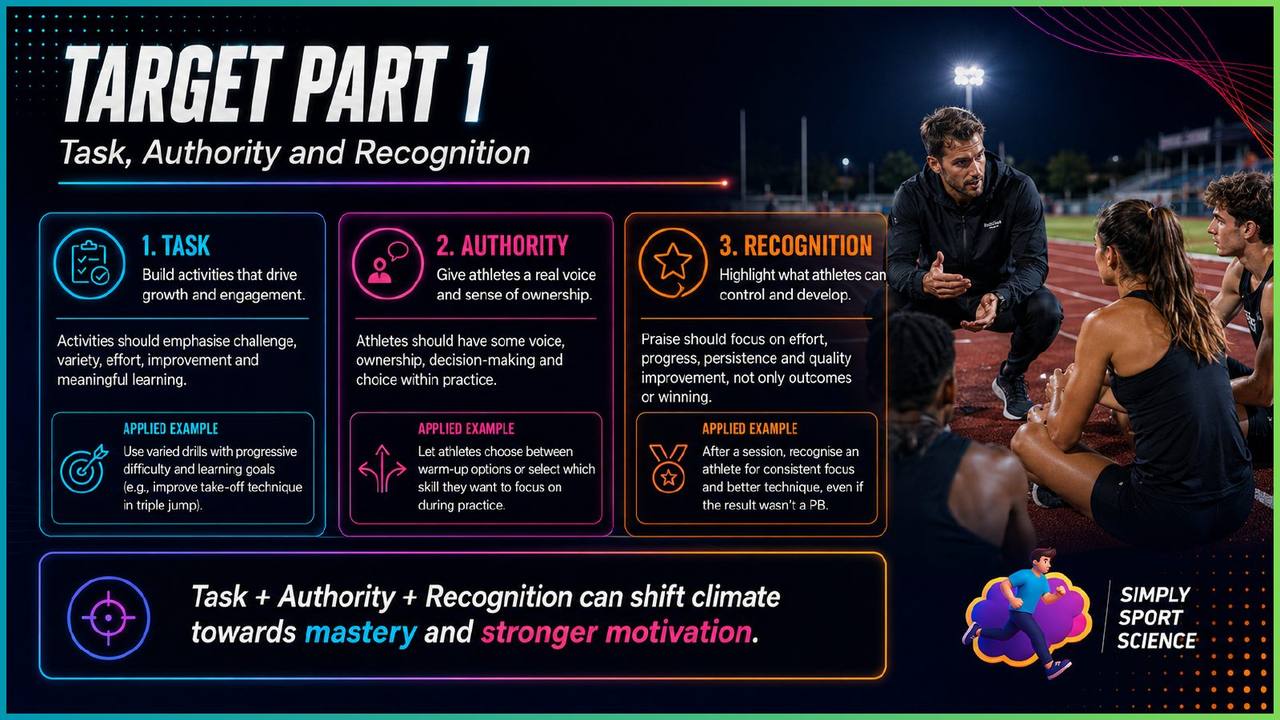 TARGET PART 1
Task, Authority and Recognition
1. TASK
Build activities that drive
growth and engagement.
Activities should emphasise challenge,
variety, effort, improvement and
meaningful learning.
APPLIED EXAMPLE
Use varied drills with progressive
difficulty and learning goals
(e.g., improve take-off technique
in triple jump).
2. AUTHORITY
Give athletes a real voice
and sense of ownership.
Athletes should have some voice,
ownership, decision-making and
choice within practice.
APPLIED EXAMPLE
Let athletes choose between
warm-up options or select which
skill they want to focus on
during practice.
3. RECOGNITION
Highlight what athletes can
control and develop.
Praise should focus on effort,
progress, persistence and quality
improvement, not only outcomes
or winning.
APPLIED EXAMPLE
After a session, recognise an
athlete for consistent focus
and better technique, even if
the result wasn't a PB.
Task + Authority + Recognition can shift climate
towards mastery and stronger motivation.
SIMPLY
SPORT
SCIENCE